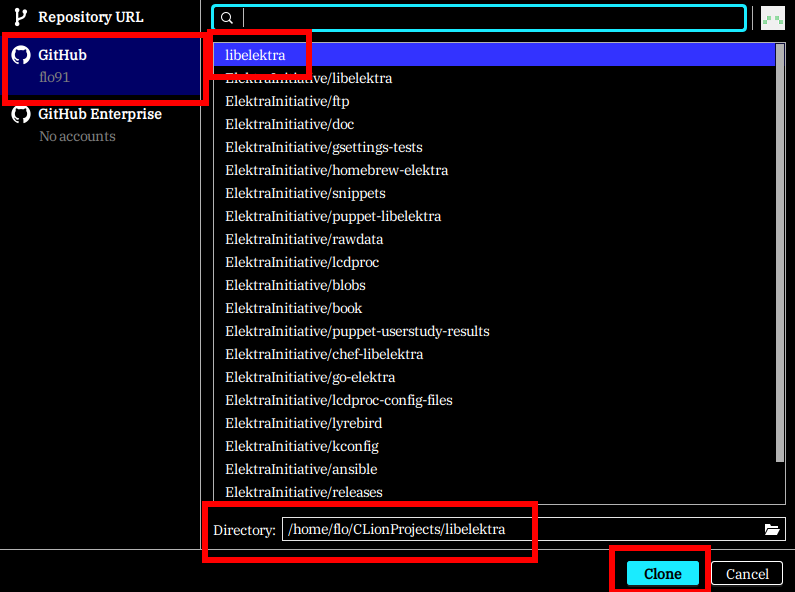 Repository URL
GitHub
flo91
GitHub Enterprise
No accounts
libelektra
ElektraInitiative/libelektra
ElektraInitiative/ftp
ElektraInitiative/doc
ElektraInitiative/gsettings-tests
ElektraInitiative/homebrew-elektra
ElektraInitiative/snippets
ElektraInitiative/puppet-libelektra
ElektraInitiative/rawdata
ElektraInitiative/lcdproc
ElektraInitiative/blobs
ElektraInitiative/book
ElektraInitiative/puppet-userstudy-results
ElektraInitiative/chef-libelektra
ElektraInitiative/go-elektra
ElektraInitiative/lcdproc-config-files
ElektraInitiative/lyrebird
ElektraInitiative/kconfig
ElektraInitiative/ansible
ElektraInitiative/releases
Directory: /home/flo/CLionProjects/libelektra
Clone Cancel